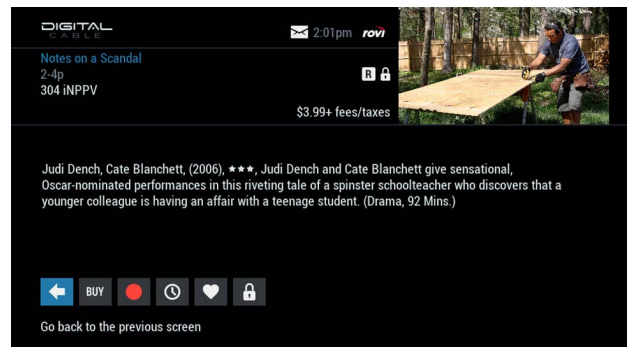 DIGITAL
CABLE
2:01pm rovi
Notes on a Scandal
2-4p
R
304 iNPPV
$3.99+ fees/taxes
Judi Dench, Cate Blanchett, (2006), ★★★, Judi Dench and Cate Blanchett give sensational,
Oscar-nominated performances in this riveting tale of a spinster schoolteacher who discovers that a
younger colleague is having an affair with a teenage student. (Drama, 92 Mins.)
BUY
Go back to the previous screen